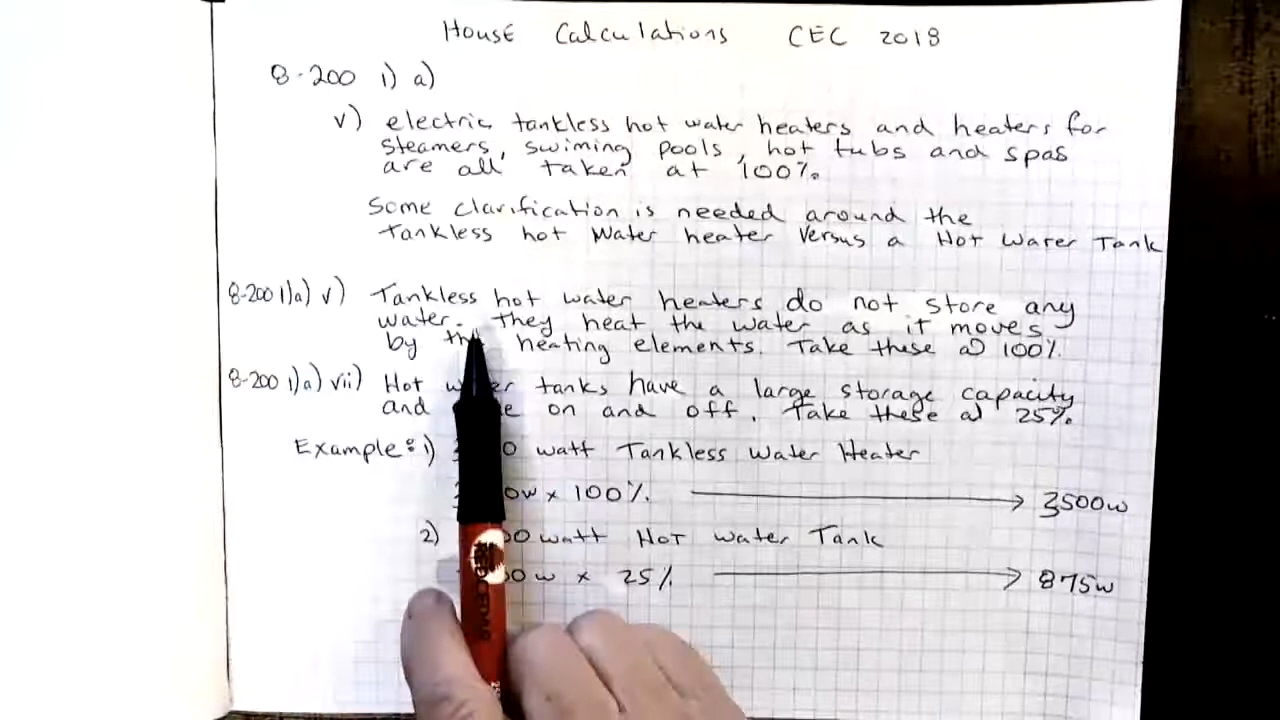 House Calculations CEC 2018
8-200 1) a)
v) electric tankless hot water heaters and heaters for
steamers, swiming pools, hot tubs and spas
are all taken at 100%.
Some clarification is needed around the
tankless hot water heater versus a Hot Water Tank
8-200 1)a) v) Tankless hot water heaters do not store any
water. They heat the water as it moves
by the heating elements. Take these @ 100%.
8-200 1)a) vii) Hot tanks have a large storage capacity
and on and off. Take these @ 25%.
Example: 1) watt Tankless Water Heater
w x 100% → 3500w
2) watt Hot water Tank
w x 25% → 875w
RED CEDAR